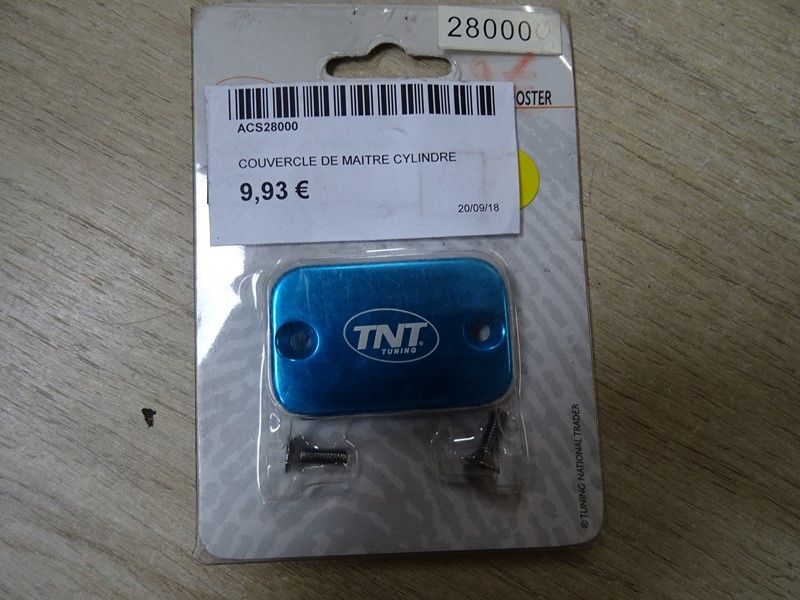 28000
OSTER
ACS28000
COUVERCLE DE MAITRE CYLINDRE
9,93 €
20/09/18
TNT®
TUNING
® TUNING NATIONAL TRADER